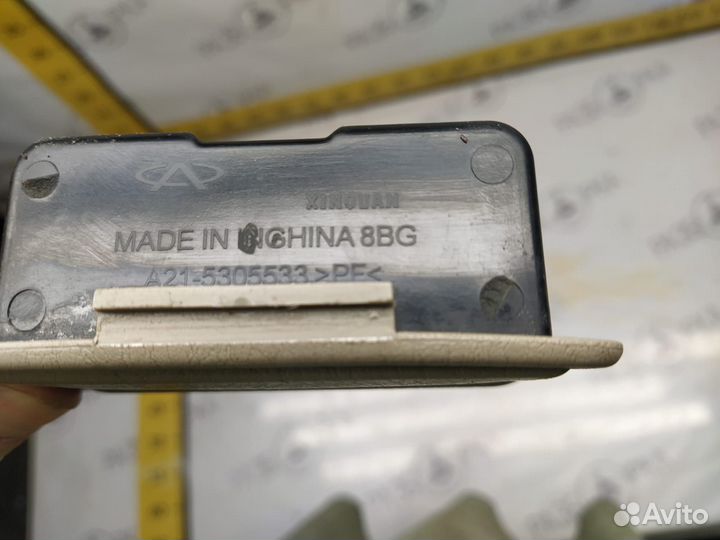 XINQUAN
MADE IN CHINA 8BG
A21-5305533 >PE<
Avito